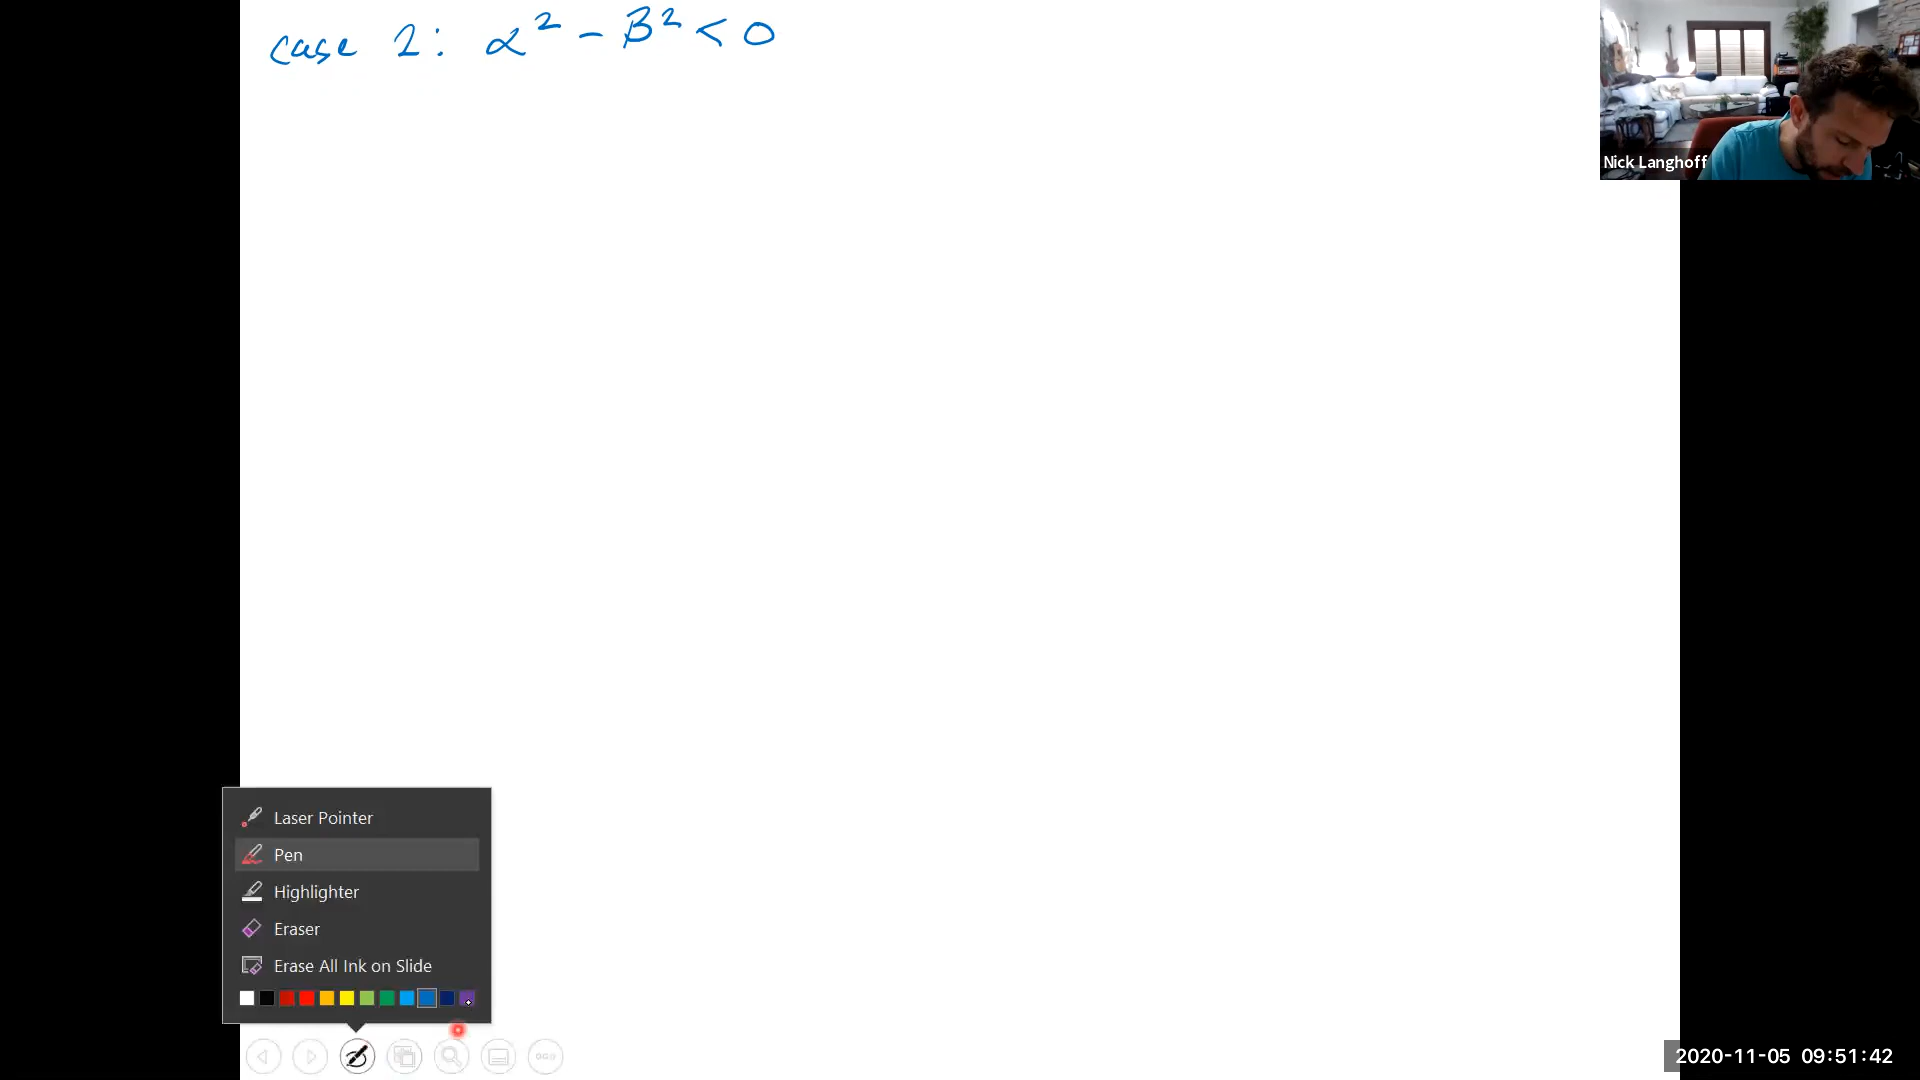 case 2: α² - β² < 0
Nick Langhoff
Laser Pointer
Pen
Highlighter
Eraser
Erase All Ink on Slide
2020-11-05 09:51:42